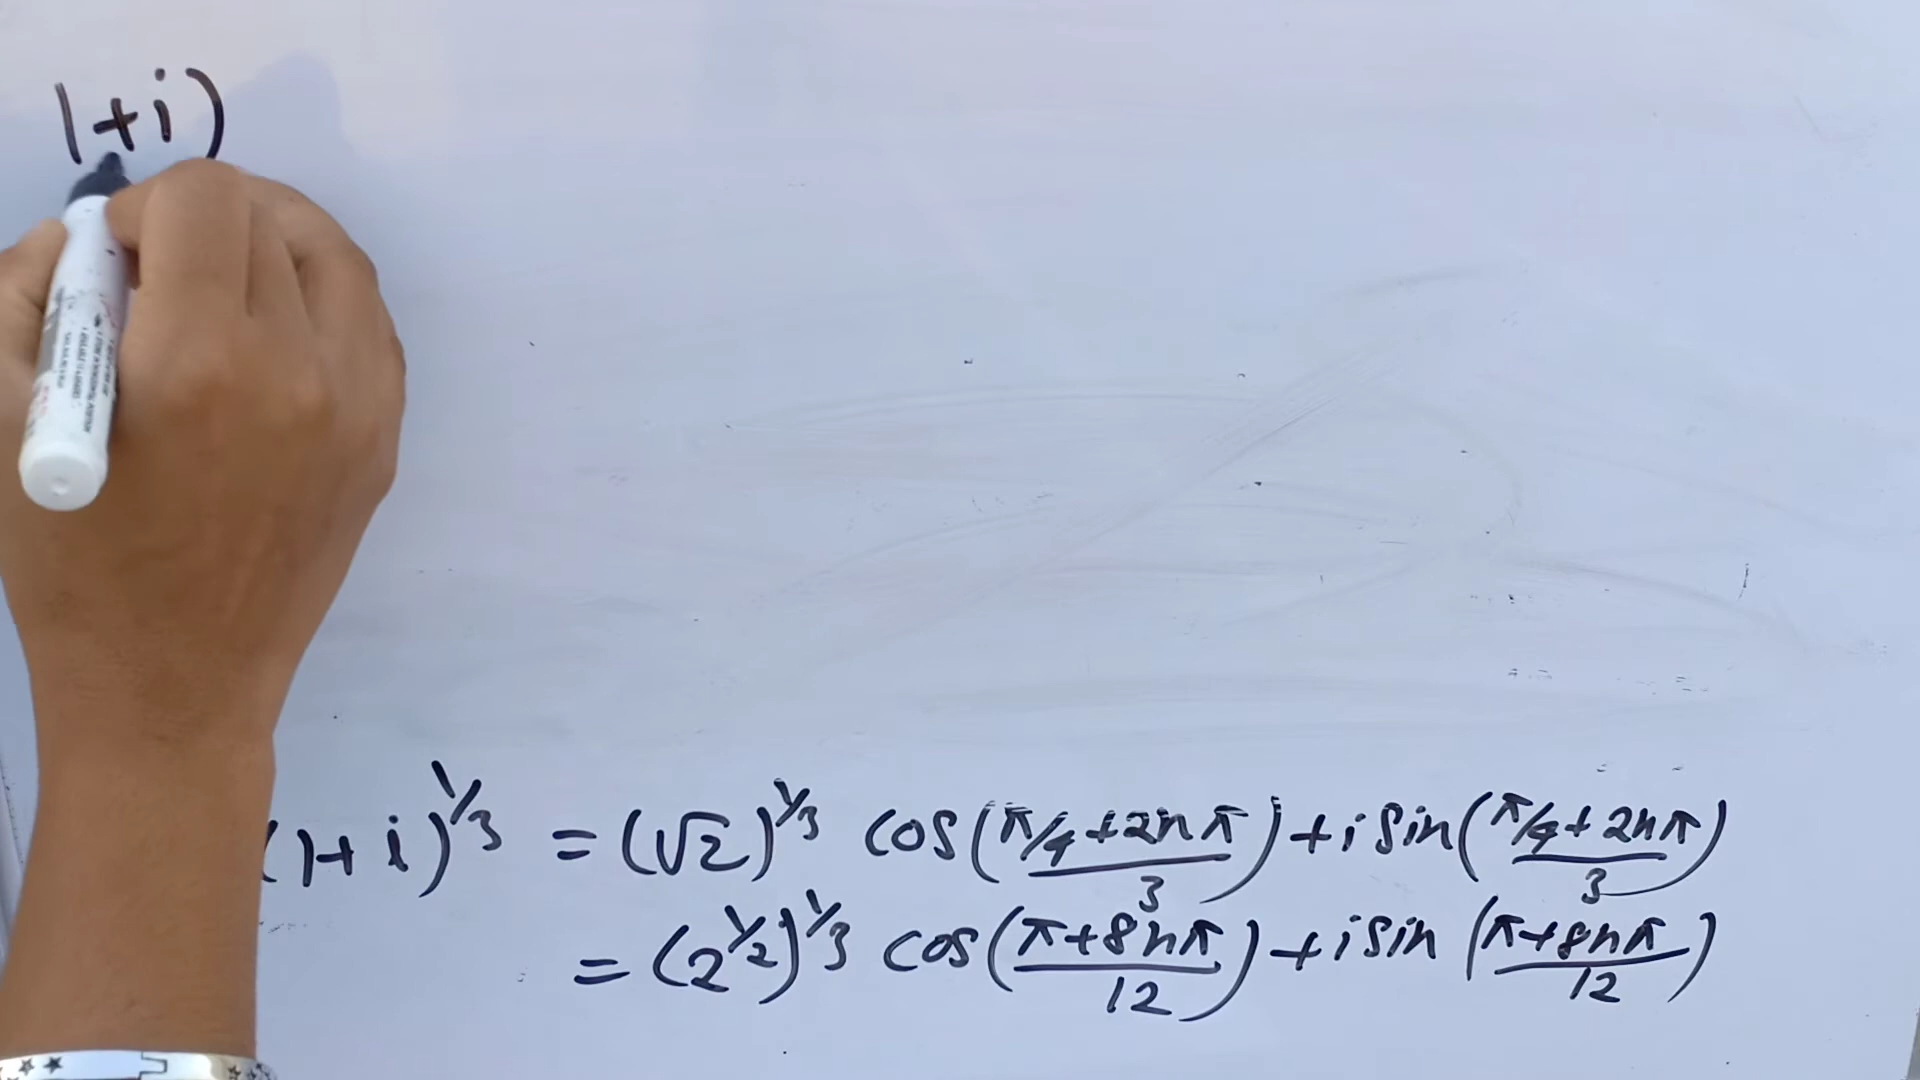 1+i)
(1+i)^1/3 = (√2)^1/3 cos((π/4+2nπ)/3)+i sin((π/4+2nπ)/3)
= (2^1/2)^1/3 cos((π+8nπ)/12)+i sin((π+8nπ)/12)